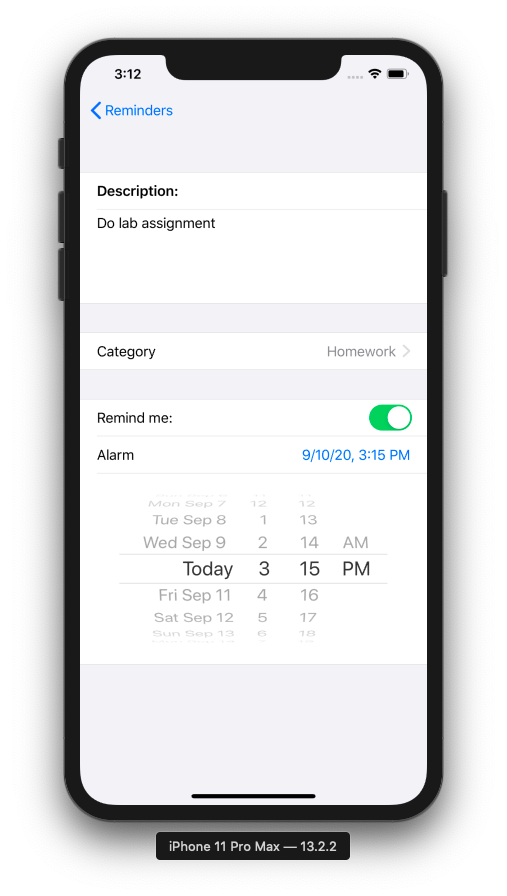 3:12
Reminders
Description:
Do lab assignment
Category Homework
Remind me:
Alarm 9/10/20, 3:15 PM
Mon Sep 7 12 12
Tue Sep 8 1 13
Wed Sep 9 2 14 AM
Today 3 15 PM
Fri Sep 11 4 16
Sat Sep 12 5 17
Sun Sep 13 6 18
iPhone 11 Pro Max — 13.2.2